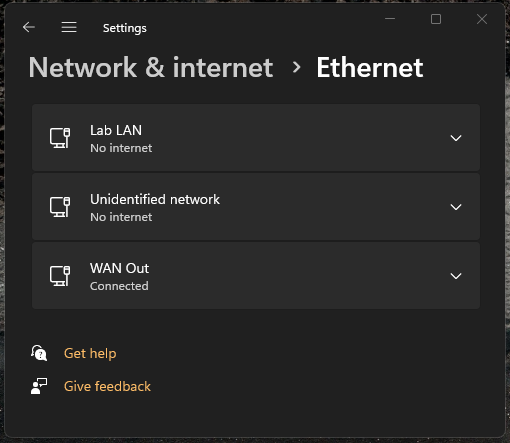 Settings
Network & internet > Ethernet
Lab LAN
No internet
Unidentified network
No internet
WAN Out
Connected
Get help
Give feedback